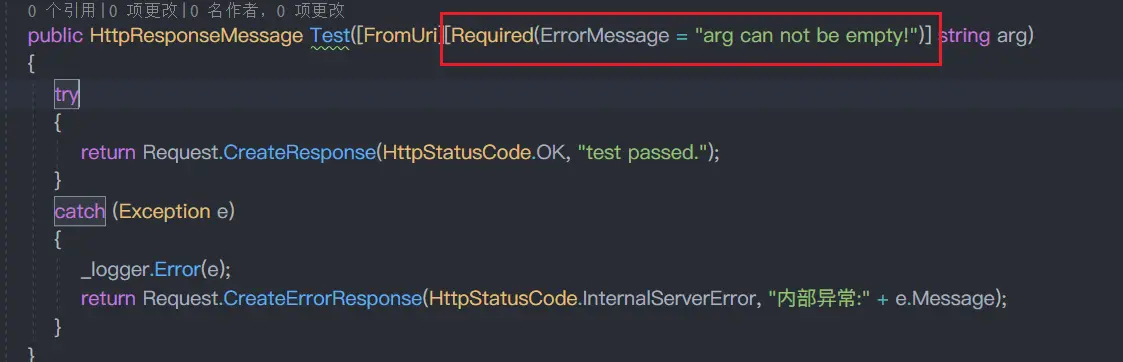 0 个引用|0 项更改|0 名作者，0 项更改
public HttpResponseMessage Test([FromUri][Required(ErrorMessage = "arg can not be empty!")] string arg)
{
try
{
return Request.CreateResponse(HttpStatusCode.OK, "test passed.");
}
catch (Exception e)
{
_logger.Error(e);
return Request.CreateErrorResponse(HttpStatusCode.InternalServerError, "内部异常:" + e.Message);
}
}